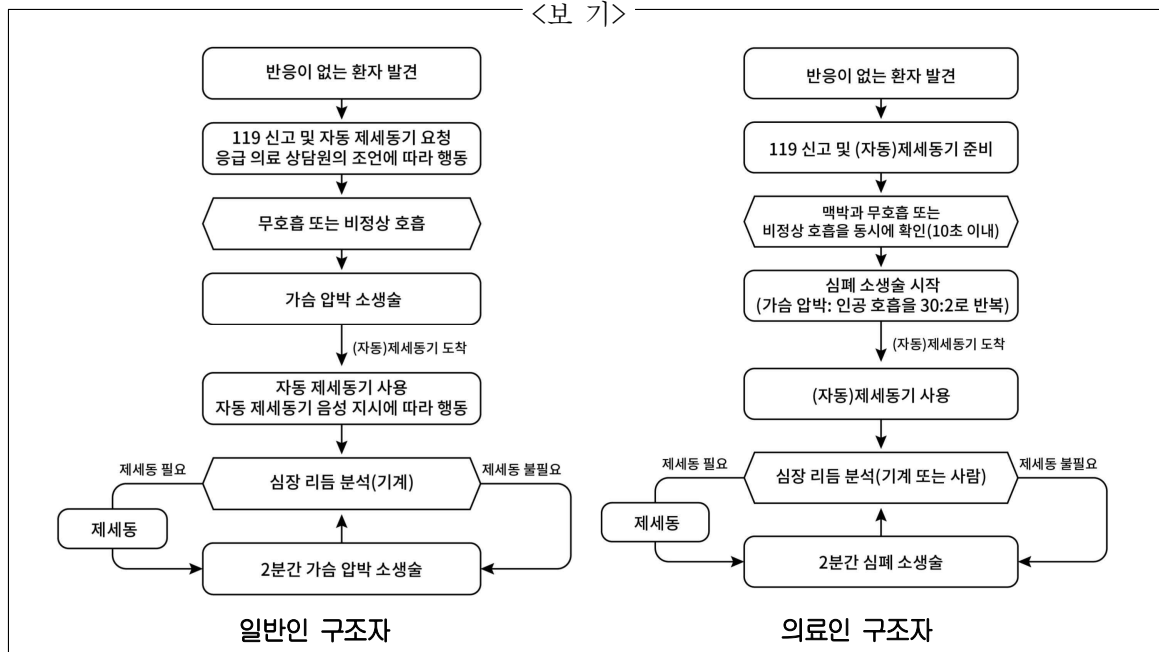 <보 기>
반응이 없는 환자 발견
119 신고 및 자동 제세동기 요청
응급 의료 상담원의 조언에 따라 행동
무호흡 또는 비정상 호흡
가슴 압박 소생술
(자동)제세동기 도착
자동 제세동기 사용
자동 제세동기 음성 지시에 따라 행동
제세동 필요
심장 리듬 분석(기계)
제세동 불필요
제세동
2분간 가슴 압박 소생술
일반인 구조자
반응이 없는 환자 발견
119 신고 및 (자동)제세동기 준비
맥박과 무호흡 또는
비정상 호흡을 동시에 확인(10초 이내)
심폐 소생술 시작
(가슴 압박: 인공 호흡을 30:2로 반복)
(자동)제세동기 도착
(자동)제세동기 사용
제세동 필요
심장 리듬 분석(기계 또는 사람)
제세동 불필요
제세동
2분간 심폐 소생술
의료인 구조자